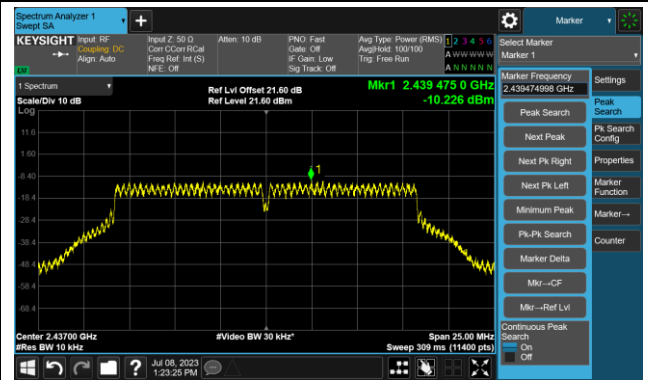 Spectrum Analyzer 1
Swept SA
Marker
KEYSIGHT
Input: RF
Coupling: DC
Align: Auto
Input Z: 50 Ω
Corr CCorr RCal
Freq Ref: Int (S)
NFE: Off
Atten: 10 dB
PNO: Fast
Gate: Off
IF Gain: Low
Sig Track: Off
Avg Type: Power (RMS)
Avg|Hold: 100/100
Trig: Free Run
1 2 3 4 5 6
A W W W W W
A N N N N N
Select Marker
Marker 1
1 Spectrum
Scale/Div 10 dB
Log
Ref Lvl Offset 21.60 dB
Ref Level 21.60 dBm
Mkr1 2.439 475 0 GHz
-10.226 dBm
11.6
1.60
-8.40
-18.4
-28.4
-38.4
-48.4
-58.4
-68.4
1
Center 2.43700 GHz
#Res BW 10 kHz
#Video BW 30 kHz*
Span 25.00 MHz
Sweep 309 ms (11400 pts)
Marker Frequency
2.439474998 GHz
Peak Search
Next Peak
Next Pk Right
Next Pk Left
Minimum Peak
Pk-Pk Search
Marker Delta
Mkr→CF
Mkr→Ref Lvl
Continuous Peak
Search
On
Off
Settings
Peak
Search
Pk Search
Config
Properties
Marker
Function
Marker→
Counter
Jul 08, 2023
1:23:25 PM